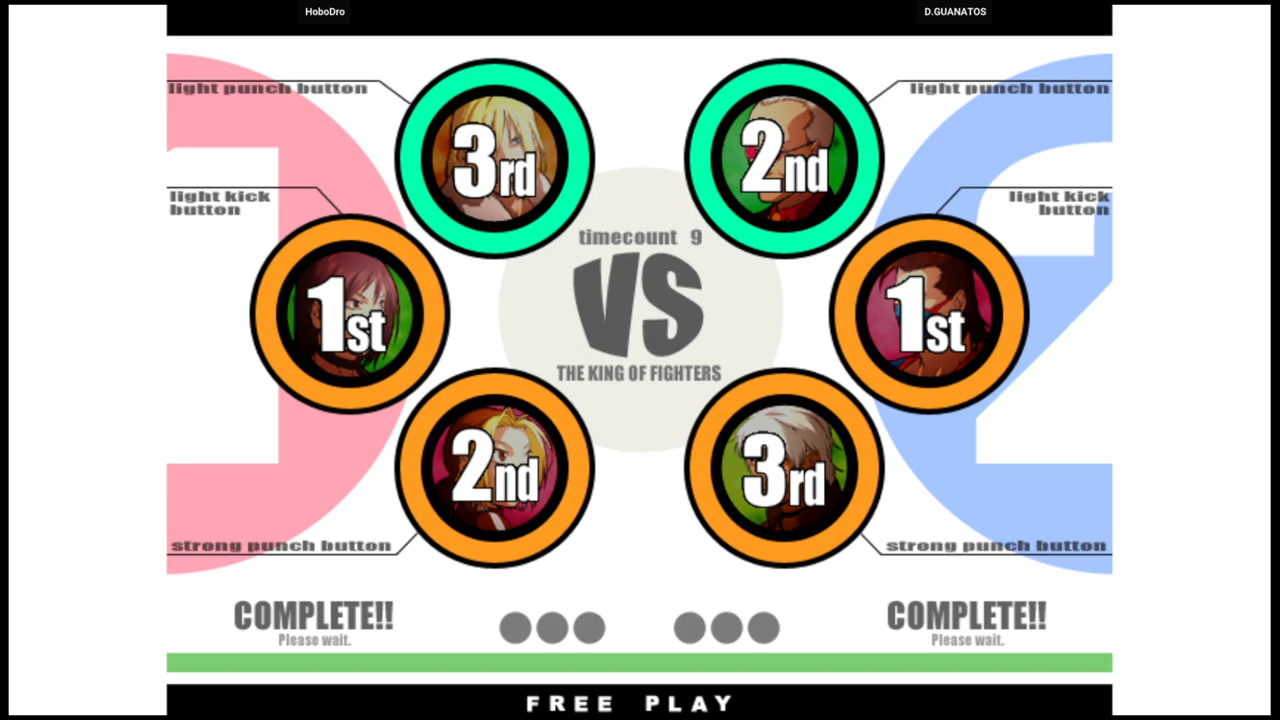 HoboDro
D.GUANATOS
light punch button
light punch button
3rd
2nd
light kick
button
light kick
button
timecount 9
VS
THE KING OF FIGHTERS
1st
1st
2nd
3rd
strong punch button
strong punch button
COMPLETE!!
Please wait.
COMPLETE!!
Please wait.
FREE PLAY